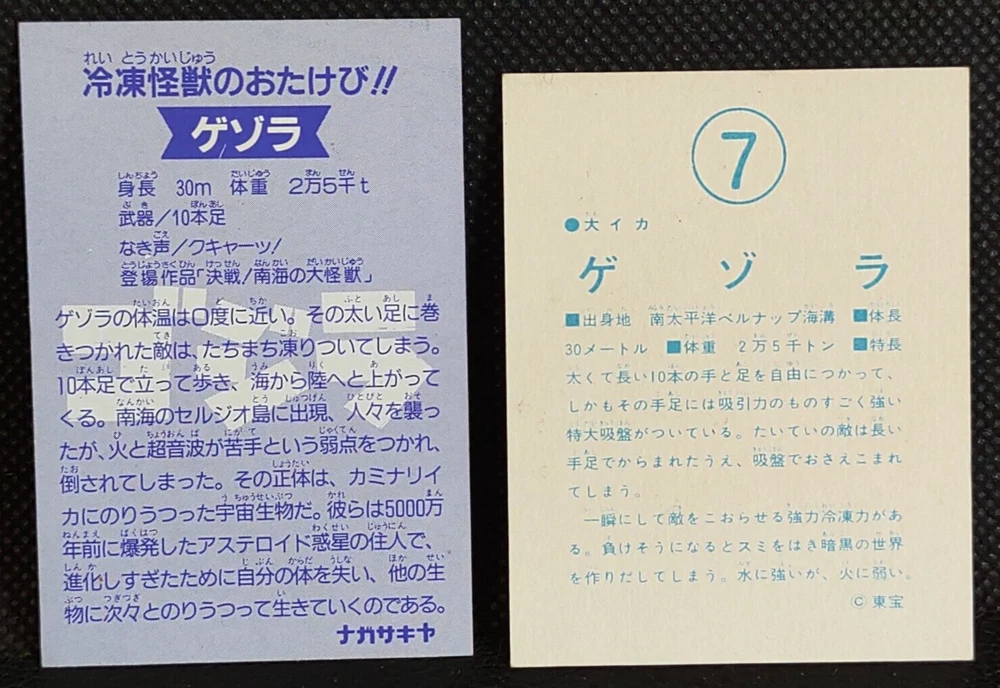 れいとうかいじゅう
冷凍怪獣のおたけび!!
ゲゾラ
身長 30m 体重 2万5千t
武器/10本足
なき声/クキャーツ!
登場作品「決戦!南海の大怪獣」
ゲゾラの体温は0度に近い。その太い足に巻
きつかれた敵は、たちまち凍りついてしまう。
10本足で立って歩き、海から陸へと上がって
くる。南海のセルジオ島に出現、人々を襲っ
たが、火と超音波が苦手という弱点をつかれ、
倒されてしまった。その正体は、カミナリイ
カにのりうつった宇宙生物だ。彼らは5000万
年前に爆発したアステロイド惑星の住人で、
進化しすぎたために自分の体を失い、他の生
物に次々とのりうつって生きていくのである。
ナガサキヤ
7
●大イカ
ゲゾラ
■出身地 南太平洋ベルナップ海溝 ■体長
30メートル ■体重 2万5千トン ■特長
太くて長い10本の手と足を自由につかって、
しかもその手足には吸引力のものすごく強い
特大吸盤がついている。たいていの敵は長い
手足でからまれたうえ、吸盤でおさえこまれ
てしまう。
一瞬にして敵をこおらせる強力冷凍力があ
る。負けそうになるとスミをはき暗黒の世界
を作りだしてしまう。水に強いが、火に弱い。
©東宝